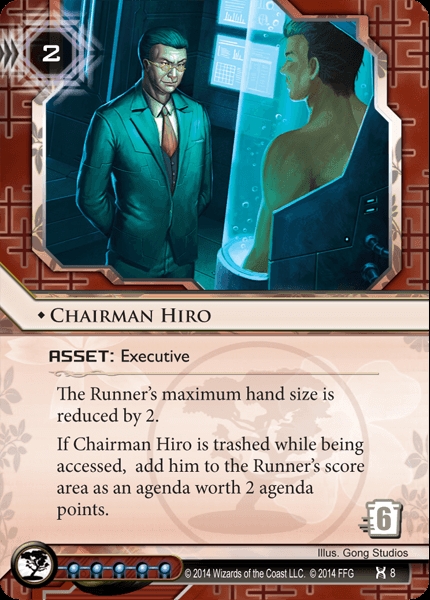 2
◆ CHAIRMAN HIRO
ASSET: Executive
The Runner’s maximum hand size is
reduced by 2.
If Chairman Hiro is trashed while being
accessed, add him to the Runner’s score
area as an agenda worth 2 agenda
points.
6
Illus. Gong Studios
© 2014 Wizards of the Coast LLC. © 2014 FFG
8